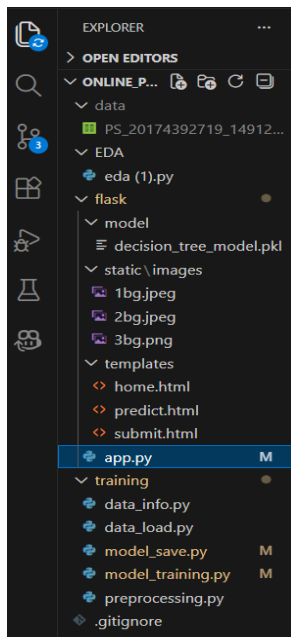 EXPLORER ...
OPEN EDITORS
ONLINE_P...
data
PS_20174392719_14912...
EDA
eda (1).py
flask
model
decision_tree_model.pkl
static\images
1bg.jpeg
2bg.jpeg
3bg.png
templates
home.html
predict.html
submit.html
app.py M
training
data_info.py
data_load.py
model_save.py M
model_training.py M
preprocessing.py
.gitignore
3